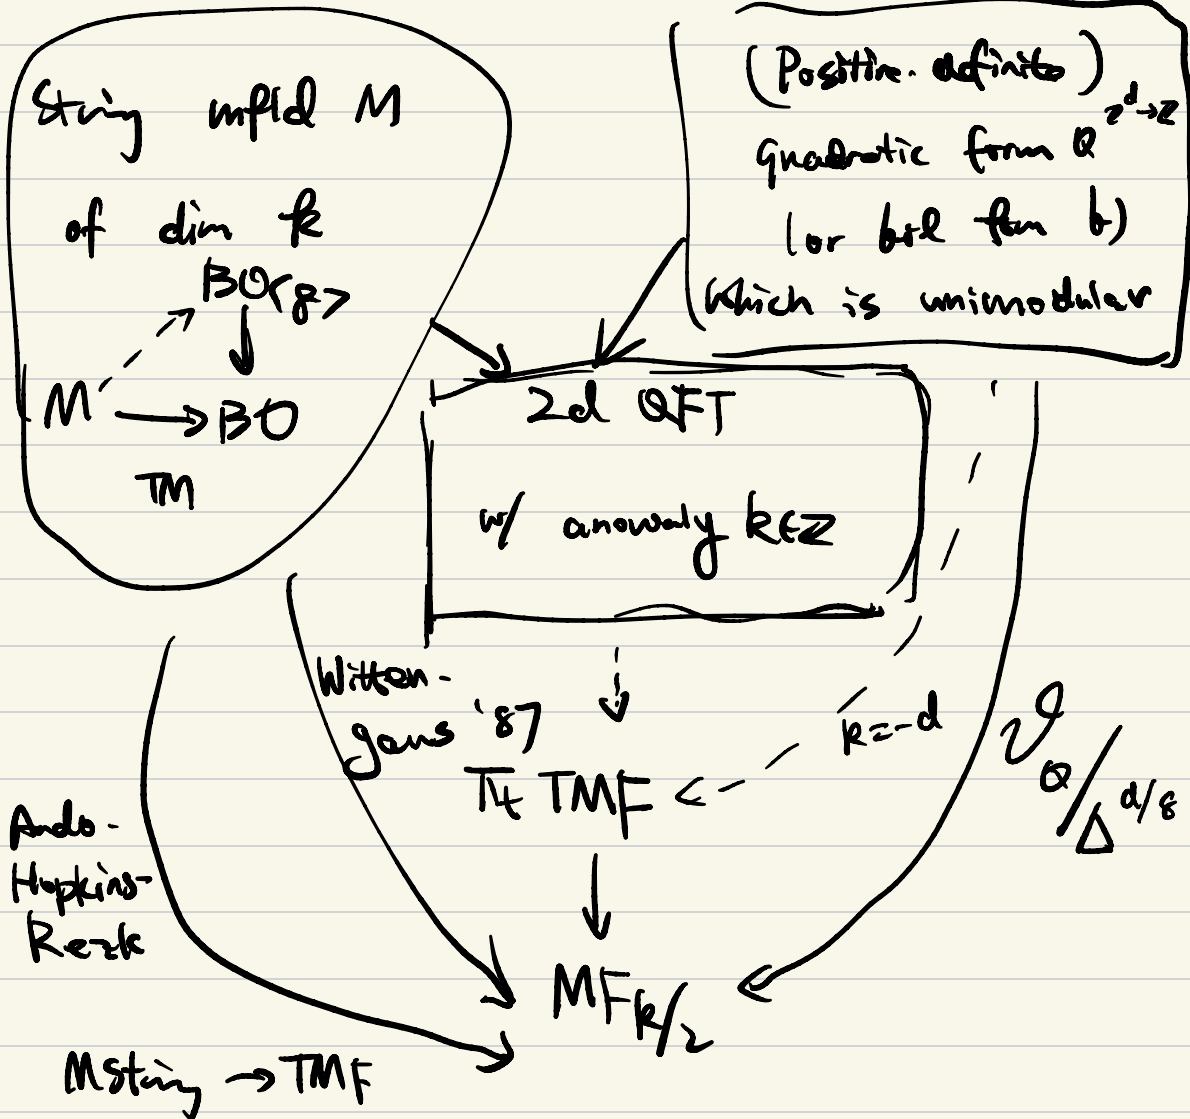 String mfld M
of dim k
BO<8>
M → BO
TM
(Positive-definite)
quadratic form Q Z^d→Z
(or bil form b)
which is unimodular
2d QFT
w/ anomaly k∈Z
Witten-
genus '87
k=-d
π_k TMF
ϑ_Q/Δ^{d/8}
Ando-
Hopkins-
Rezk
MF_{k/2}
MString → TMF